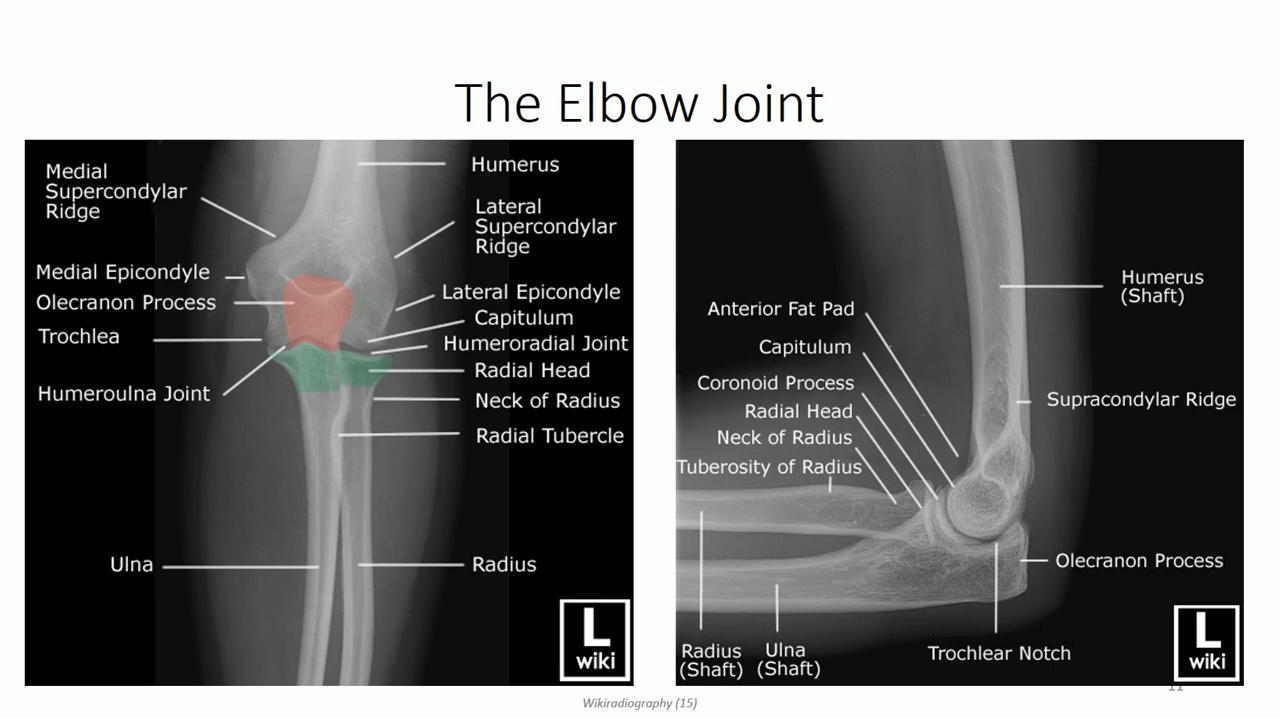 The Elbow Joint
Medial
Supercondylar
Ridge
Humerus
Lateral
Supercondylar
Ridge
Medial Epicondyle
Olecranon Process
Trochlea
Humeroulna Joint
Lateral Epicondyle
Capitulum
Humeroradial Joint
Radial Head
Neck of Radius
Radial Tubercle
Ulna
Radius
L
wiki
Anterior Fat Pad
Capitulum
Coronoid Process
Radial Head
Neck of Radius
Tuberosity of Radius
Humerus
(Shaft)
Supracondylar Ridge
Olecranon Process
Radius
(Shaft)
Ulna
(Shaft)
Trochlear Notch
L
wiki
Wikiradiography (15)
11